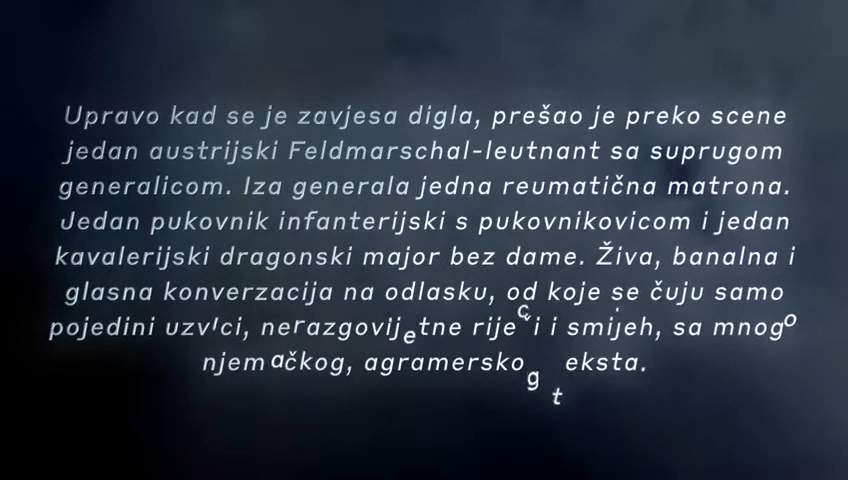 Upravo kad se je zavjesa digla, prešao je preko scene
jedan austrijski Feldmarschal-leutnant sa suprugom
generalicom. Iza generala jedna reumatična matrona.
Jedan pukovnik infanterijski s pukovnikovicom i jedan
kavalerijski dragonski major bez dame. Živa, banalna i
glasna konverzacija na odlasku, od koje se čuju samo
pojedini uzvici, nerazgovijetne riječi i smijeh, sa mnogo
njemačkog, agramerskog teksta.